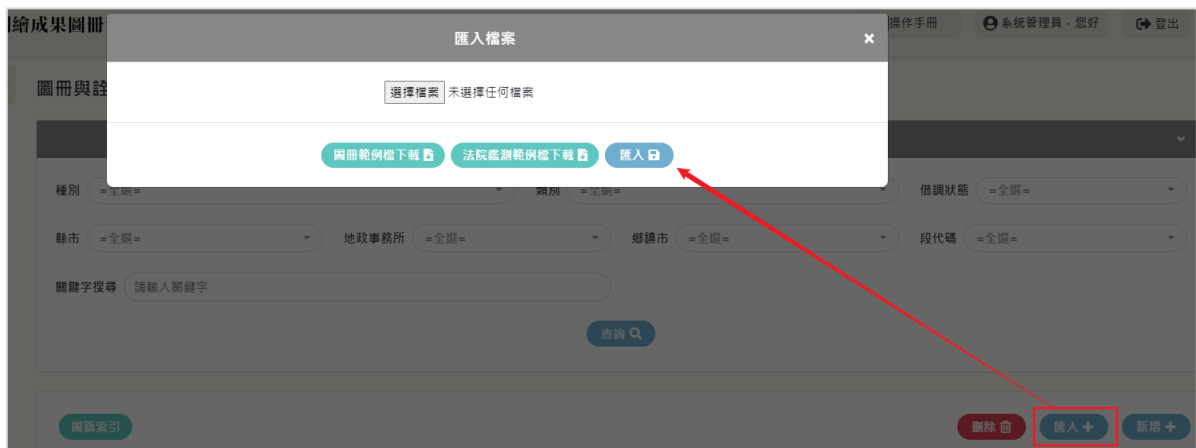 繪成果圖冊
操作手冊
系統管理員，您好
登出
匯入檔案
×
圖冊與詮
選擇檔案 未選擇任何檔案
圖冊範例檔下載
法院鑑測範例檔下載
匯入
種別 =全選=
類別 =全選=
借調狀態 =全選=
縣市 =全選=
地政事務所 =全選=
鄉鎮市 =全選=
段代碼 =全選=
關鍵字搜尋 請輸入關鍵字
查詢
圖籍索引
刪除
匯入 +
新增 +